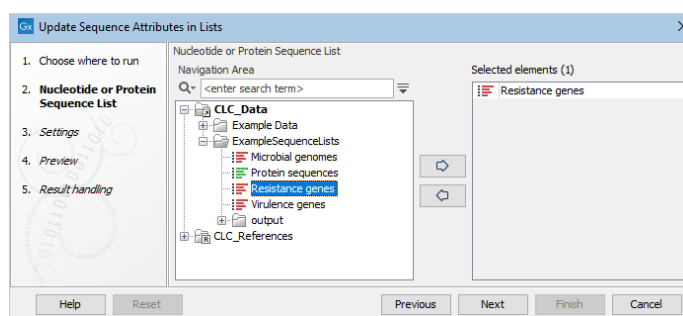 Gx Update Sequence Attributes in Lists
1. Choose where to run
2. Nucleotide or Protein
Sequence List
3. Settings
4. Preview
5. Result handling
Nucleotide or Protein Sequence List
Navigation Area
<enter search term>
CLC_Data
Example Data
ExampleSequenceLists
Microbial genomes
Protein sequences
Resistance genes
Virulence genes
output
CLC_References
Selected elements (1)
Resistance genes
Help
Reset
Previous
Next
Finish
Cancel